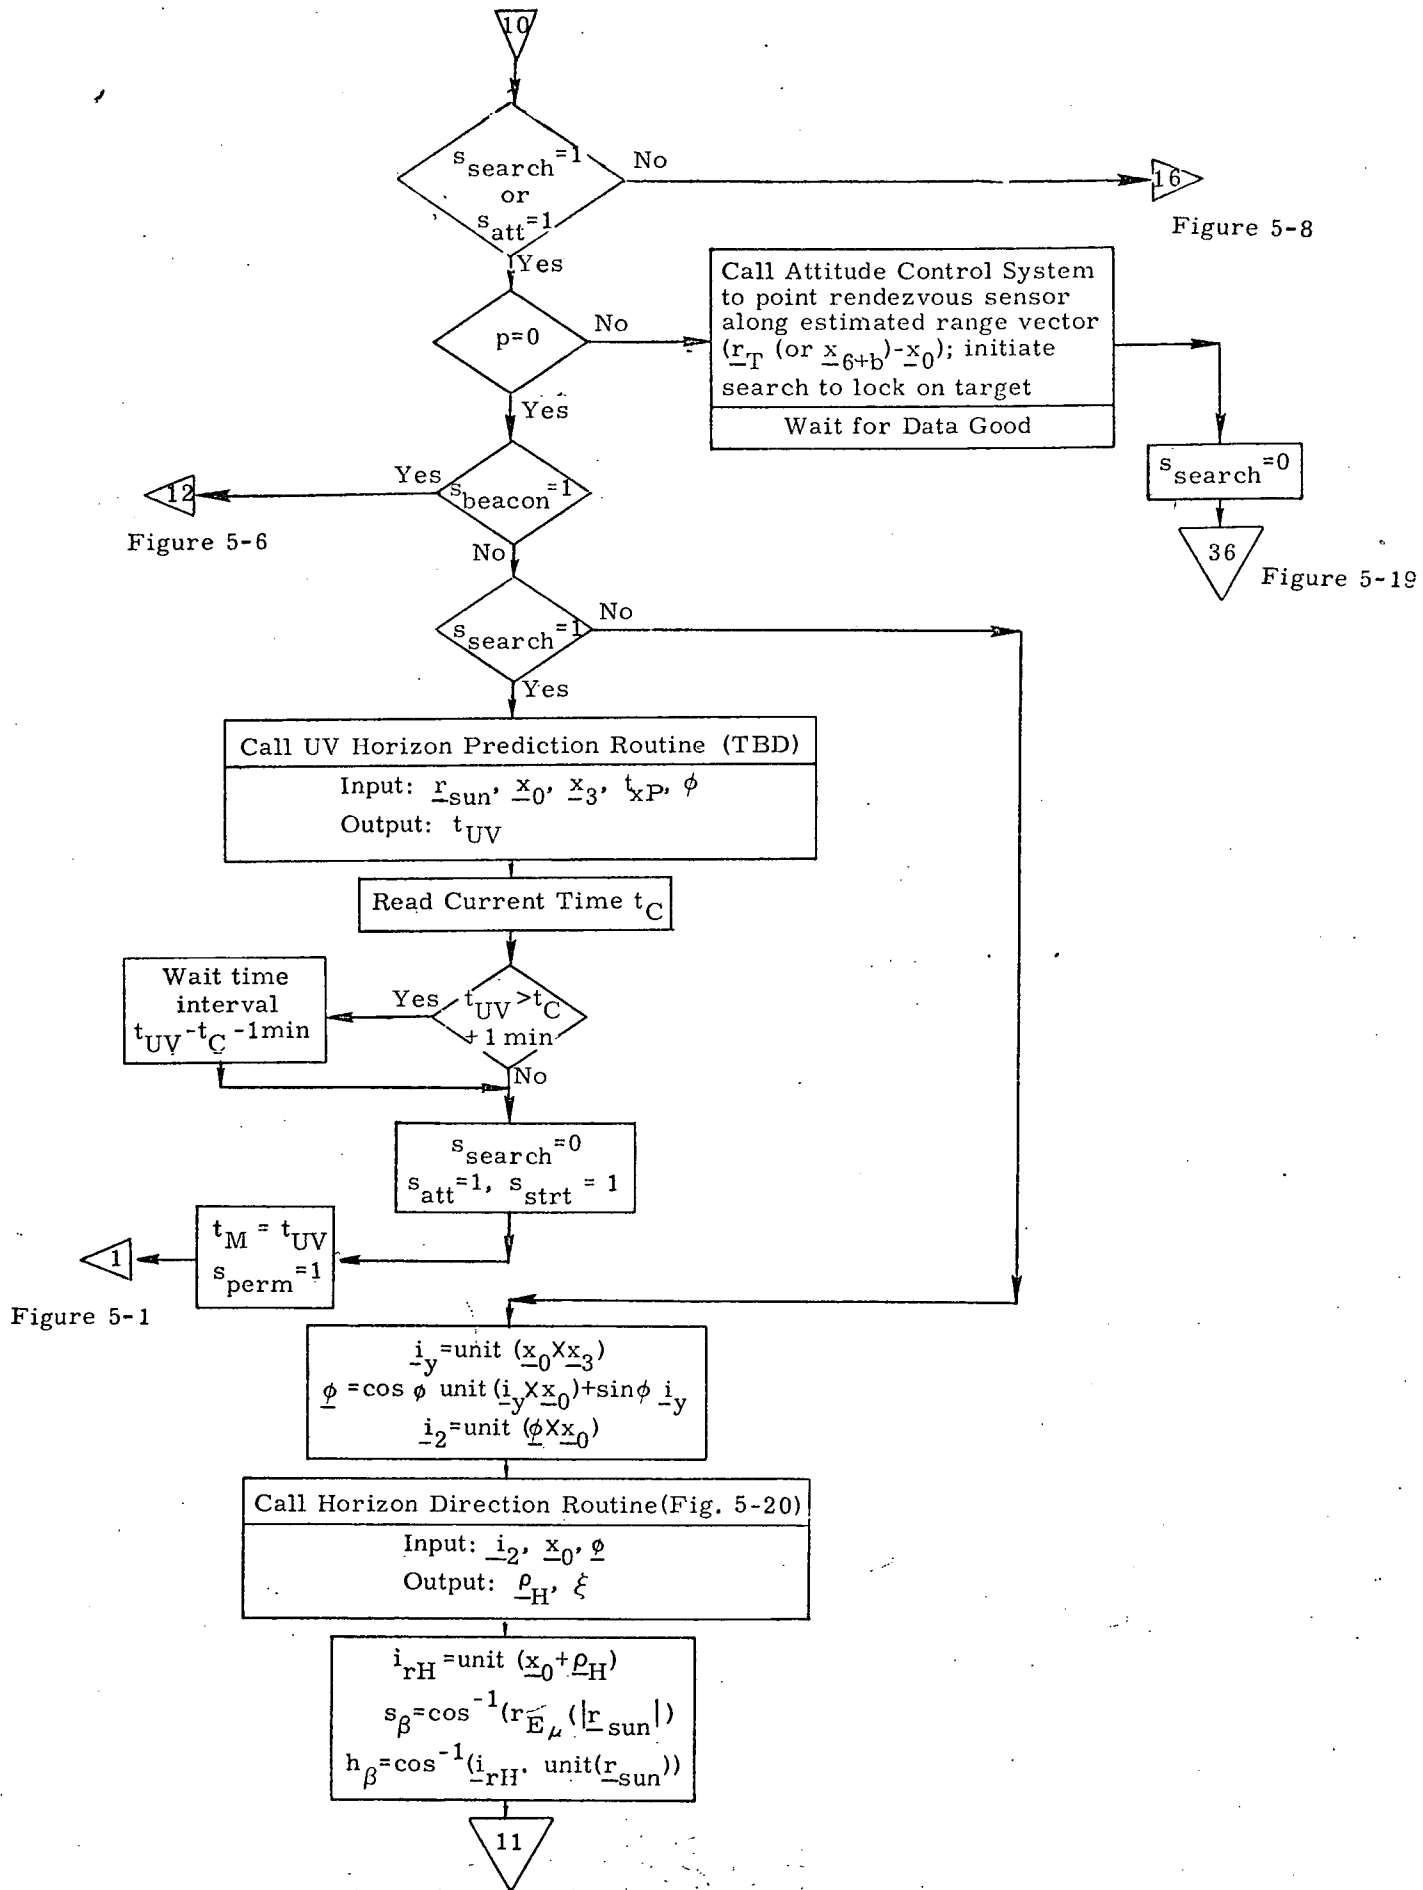 10
s_search=1
or
s_att=1
No
16
Figure 5-8
Yes
p=0
No
Call Attitude Control System
to point rendezvous sensor
along estimated range vector
(r_T (or x_6+b)-x_0); initiate
search to lock on target
Wait for Data Good
Yes
s_search=0
36
Figure 5-19
Yes
s_beacon=1
12
Figure 5-6
No
s_search=1
No
Yes
Call UV Horizon Prediction Routine (TBD)
Input: r_sun, x_0, x_3, t_xP, ϕ
Output: t_UV
Read Current Time t_C
t_UV >t_C
+ 1 min
Yes
Wait time
interval
t_UV -t_C -1min
No
s_search=0
s_att=1, s_strt = 1
t_M = t_UV
s_perm=1
1
Figure 5-1
i_y=unit (x_0Xx_3)
ϕ =cos ø unit (i_yXx_0)+sinϕ i_y
i_2=unit (ϕXx_0)
Call Horizon Direction Routine(Fig. 5-20)
Input: i_2, x_0, ϕ
Output: ρ_H, ξ
i_rH =unit (x_0+ρ_H)
s_β=cos^-1(r_E_μ (|r_sun|)
h_β=cos^-1(i_rH. unit(r_sun))
11